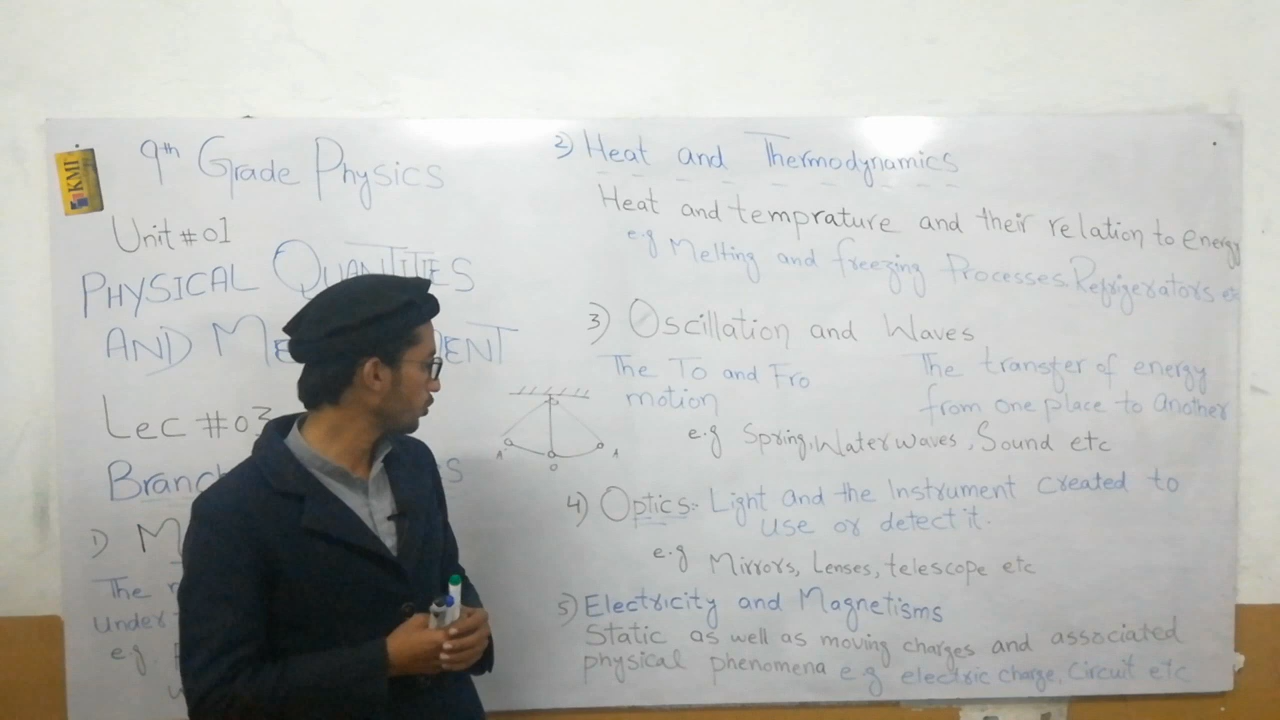 KMI
9th Grade Physics
Unit # 01
PHYSICAL QUANTITIES
AND
Lec # 03
1)
The
under
e.g.
2) Heat and Thermodynamics
Heat and temprature and their relation to energy
e.g Melting and freezing Processes, Refrigerators
3) Oscillation and Waves
The To and Fro
motion
The transfer of energy
from one place to another
A O A
e.g Spring, Water waves, Sound etc
4) Optics:- Light and the Instrument created to
use or detect it.
e.g Mirrors, Lenses, telescope etc
5) Electricity and Magnetisms
Static as well as moving charges and associated
physical phenomena e.g electric charge, Circuit etc